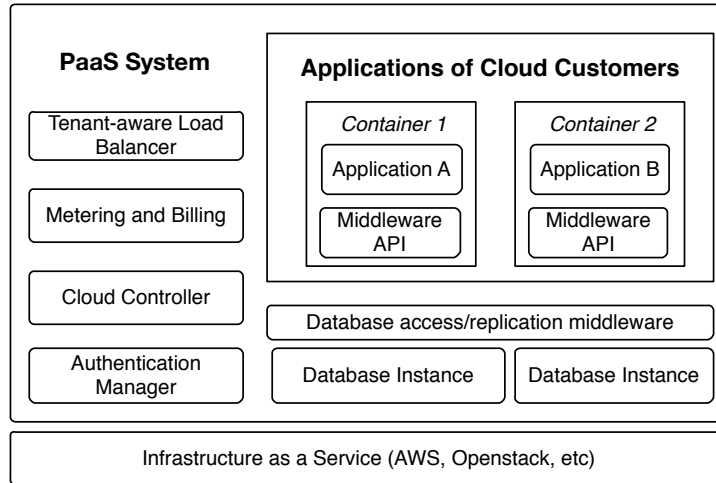 PaaS System
Tenant-aware Load
Balancer
Metering and Billing
Cloud Controller
Authentication
Manager
Applications of Cloud Customers
Container 1
Application A
Middleware
API
Container 2
Application B
Middleware
API
Database access/replication middleware
Database Instance
Database Instance
Infrastructure as a Service (AWS, Openstack, etc)